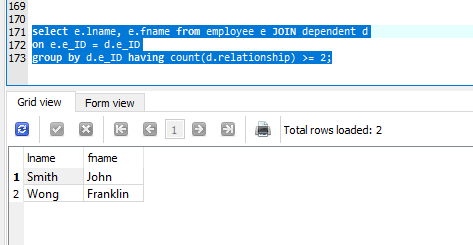 169
170
171 select e.lname, e.fname from employee e JOIN dependent d
172 on e.e_ID = d.e_ID
173 group by d.e_ID having count(d.relationship) >= 2;
Grid view Form view
1 Total rows loaded: 2
lname fname
1 Smith John
2 Wong Franklin